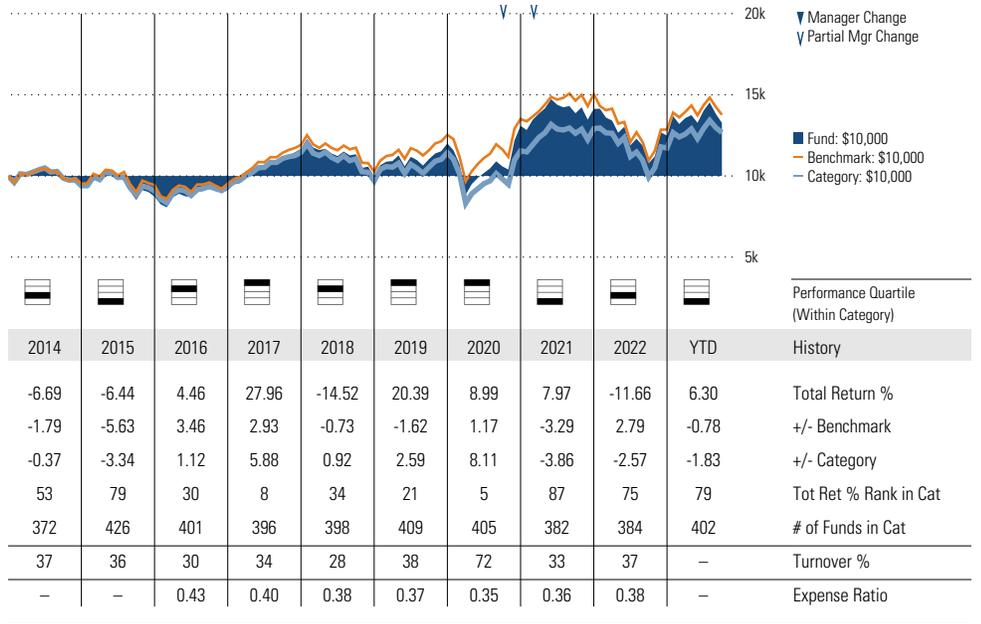 20k
Manager Change
Partial Mgr Change
15k
Fund: $10,000
Benchmark: $10,000
Category: $10,000
10k
5k
Performance Quartile
(Within Category)
2014 2015 2016 2017 2018 2019 2020 2021 2022 YTD History
-6.69 -6.44 4.46 27.96 -14.52 20.39 8.99 7.97 -11.66 6.30 Total Return %
-1.79 -5.63 3.46 2.93 -0.73 -1.62 1.17 -3.29 2.79 -0.78 +/- Benchmark
-0.37 -3.34 1.12 5.88 0.92 2.59 8.11 -3.86 -2.57 -1.83 +/- Category
53 79 30 8 34 21 5 87 75 79 Tot Ret % Rank in Cat
372 426 401 396 398 409 405 382 384 402 # of Funds in Cat
37 36 30 34 28 38 72 33 37 – Turnover %
– – 0.43 0.40 0.38 0.37 0.35 0.36 0.38 – Expense Ratio